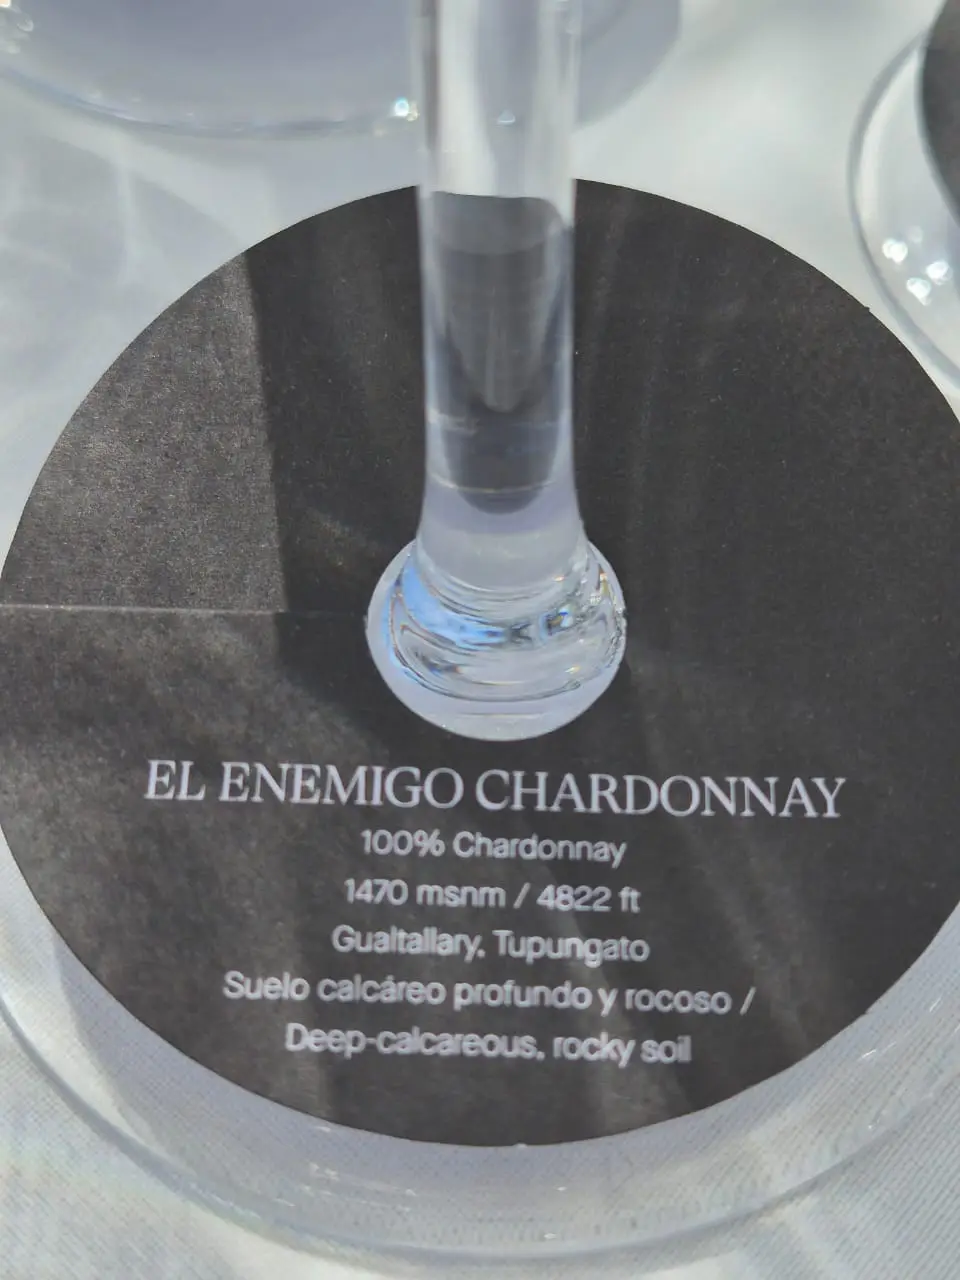 EL ENEMIGO CHARDONNAY
100% Chardonnay
1470 msnm / 4822 ft
Gualtallary, Tupungato
Suelo calcáreo profundo y rocoso /
Deep-calcareous, rocky soil